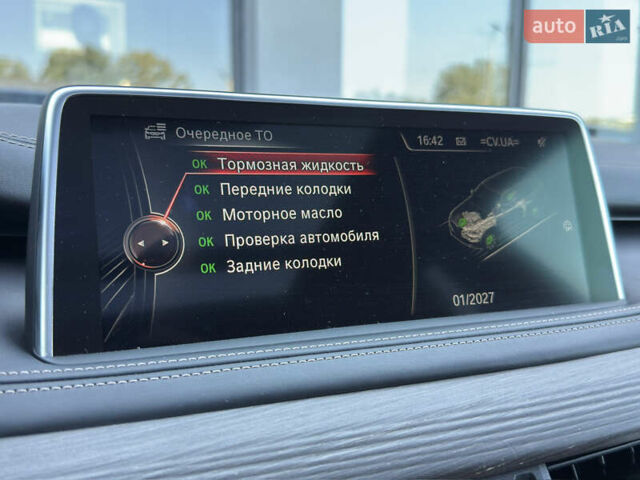 auto RIA.com
Очередное ТО
16:42 =CV.UA=
OK Тормозная жидкость
OK Передние колодки
OK Моторное масло
OK Проверка автомобиля
OK Задние колодки
01/2027